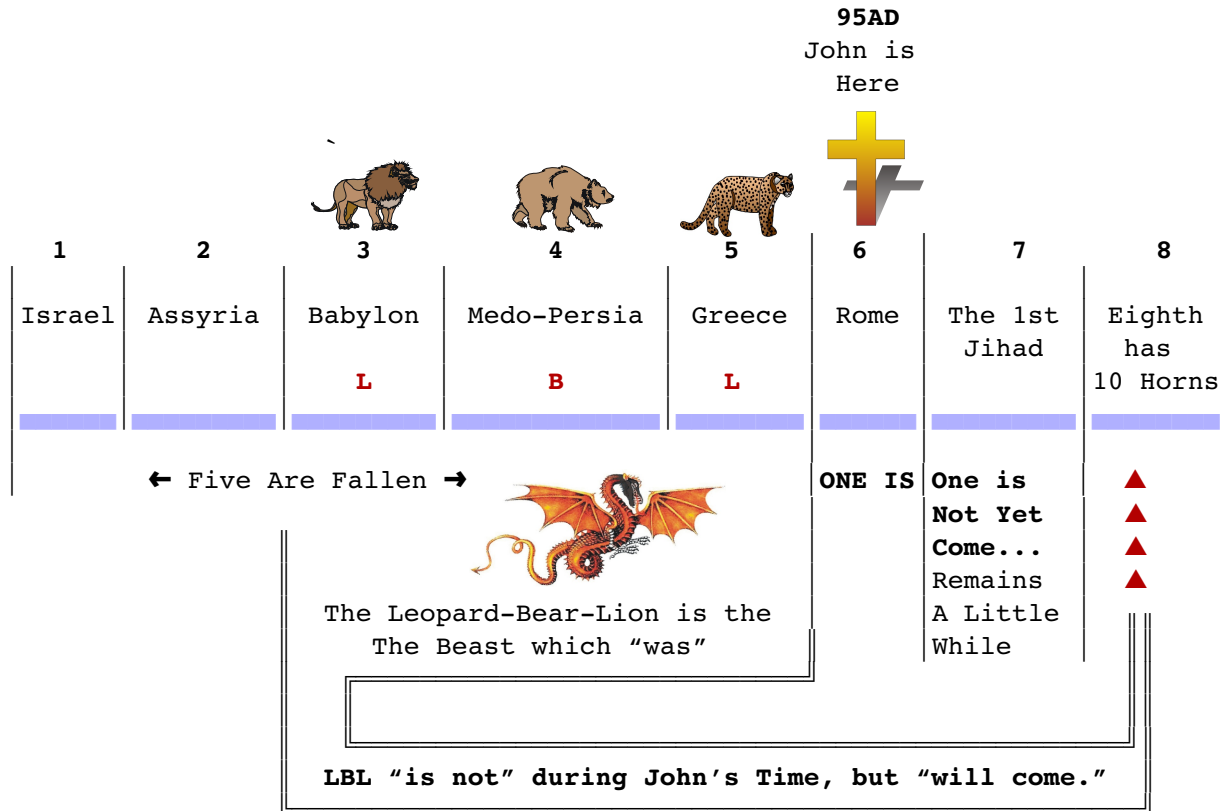 95AD
John is
Here
`
1 2 3 4 5 6 7 8
Israel Assyria Babylon Medo-Persia Greece Rome The 1st Eighth
Jihad has
L B L 10 Horns
← Five Are Fallen → ONE IS One is
Not Yet
Come...
Remains
The Leopard-Bear-Lion is the A Little
The Beast which “was” While
LBL “is not” during John’s Time, but “will come.”